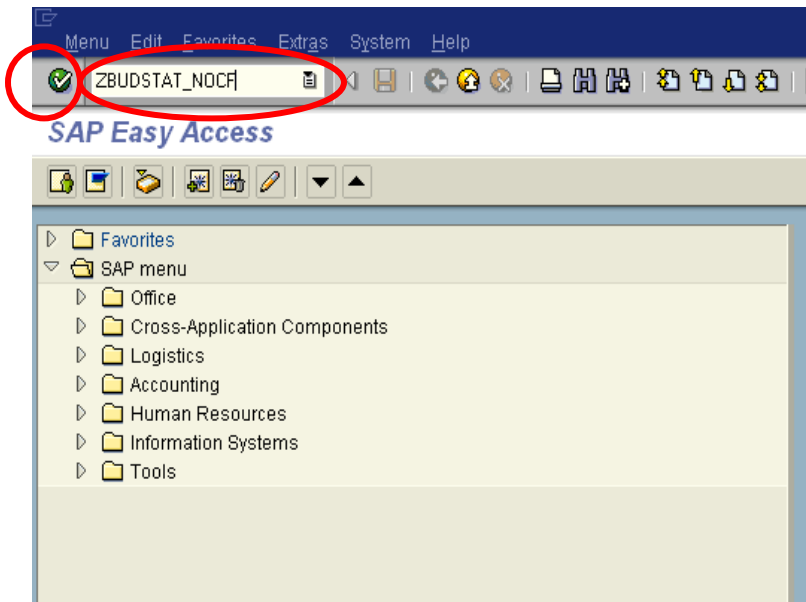 Menu Edit Favorites Extras System Help
ZBUDSTAT_NOCF
SAP Easy Access
Favorites
SAP menu
Office
Cross-Application Components
Logistics
Accounting
Human Resources
Information Systems
Tools